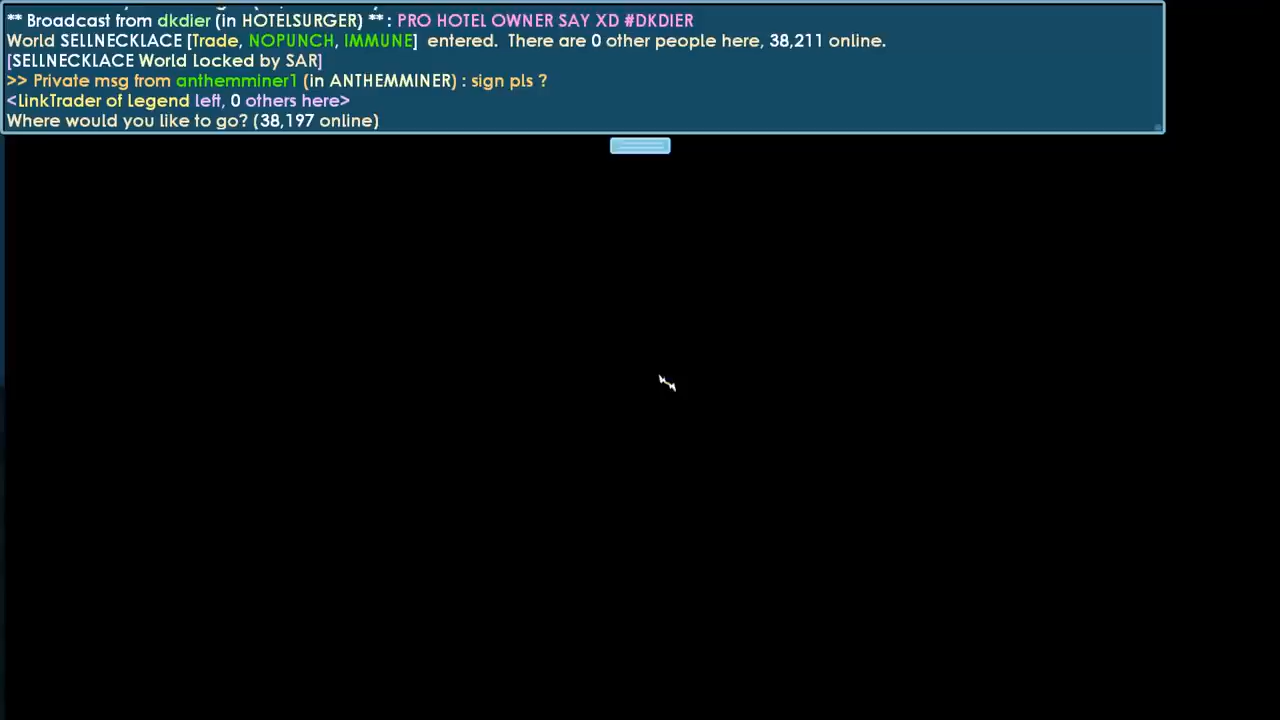 ** Broadcast from dkdier (in HOTELSURGER) ** : PRO HOTEL OWNER SAY XD #DKDIER
World SELLNECKLACE [Trade, NOPUNCH, IMMUNE] entered. There are 0 other people here, 38,211 online.
[SELLNECKLACE World Locked by SAR]
>> Private msg from anthemminer1 (in ANTHEMMINER) : sign pls ?
<LinkTrader of Legend left, 0 others here>
Where would you like to go? (38,197 online)